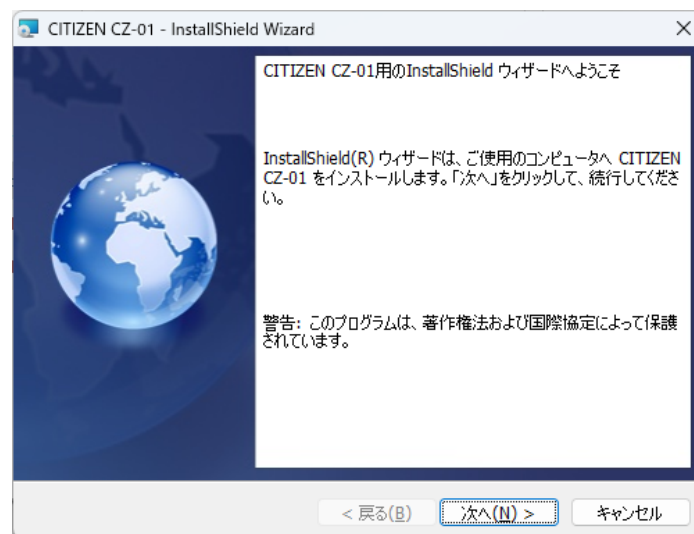 CITIZEN CZ-01 - InstallShield Wizard
CITIZEN CZ-01用のInstallShield ウィザードへようこそ
InstallShield(R) ウィザードは、ご使用のコンピュータへ CITIZEN
CZ-01 をインストールします。「次へ」をクリックして、続行してくださ
い。
警告: このプログラムは、著作権法および国際協定によって保護
されています。
< 戻る(B) 次へ(N) > キャンセル